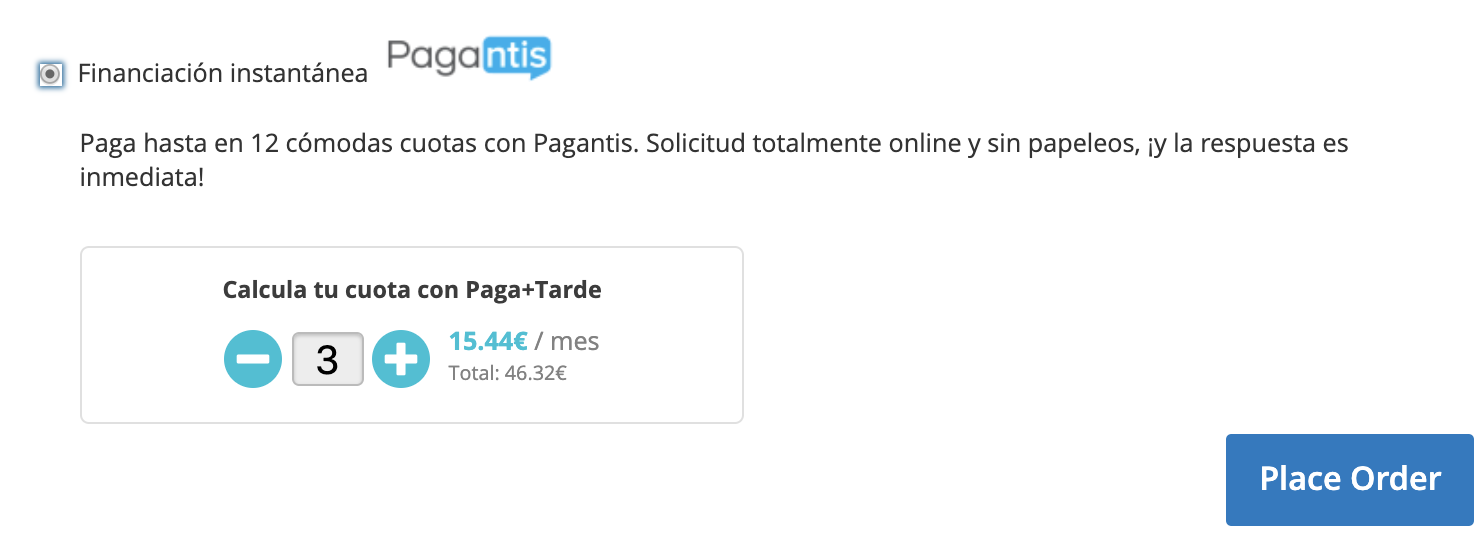 Financiación instantánea Pagantis
Paga hasta en 12 cómodas cuotas con Pagantis. Solicitud totalmente online y sin papeleos, ¡y la respuesta es
inmediata!
Calcula tu cuota con Paga+Tarde
3
15.44€ / mes
Total: 46.32€
Place Order